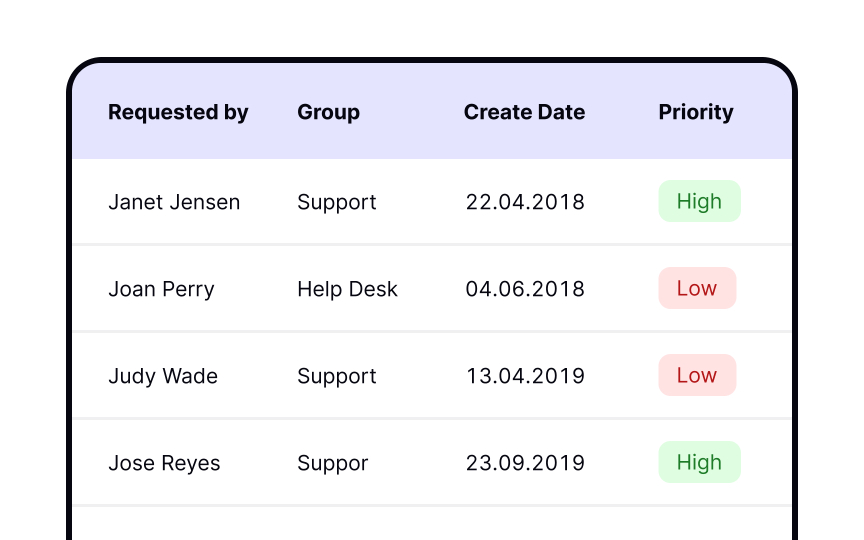 Requested by Group Create Date Priority
Janet Jensen Support 22.04.2018 High
Joan Perry Help Desk 04.06.2018 Low
Judy Wade Support 13.04.2019 Low
Jose Reyes Suppor 23.09.2019 High